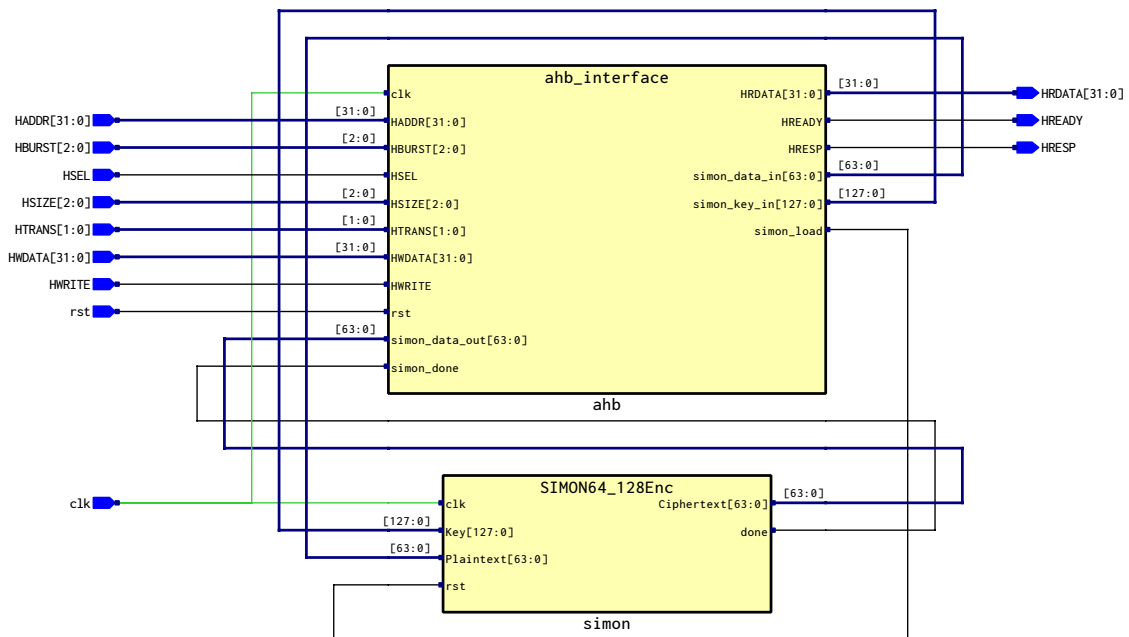 ahb_interface
clk
HRDATA[31:0]
[31:0]
HRDATA[31:0]
HADDR[31:0]
[31:0]
HADDR[31:0]
HREADY
HREADY
HBURST[2:0]
[2:0]
HBURST[2:0]
HRESP
HRESP
HSEL
HSEL
simon_data_in[63:0]
[63:0]
HSIZE[2:0]
[2:0]
HSIZE[2:0]
simon_key_in[127:0]
[127:0]
HTRANS[1:0]
[1:0]
HTRANS[1:0]
simon_load
HWDATA[31:0]
[31:0]
HWDATA[31:0]
HWRITE
HWRITE
rst
rst
[63:0]
simon_data_out[63:0]
simon_done
ahb
SIMON64_128Enc
clk
clk
Ciphertext[63:0]
[63:0]
[127:0]
Key[127:0]
done
[63:0]
Plaintext[63:0]
rst
simon